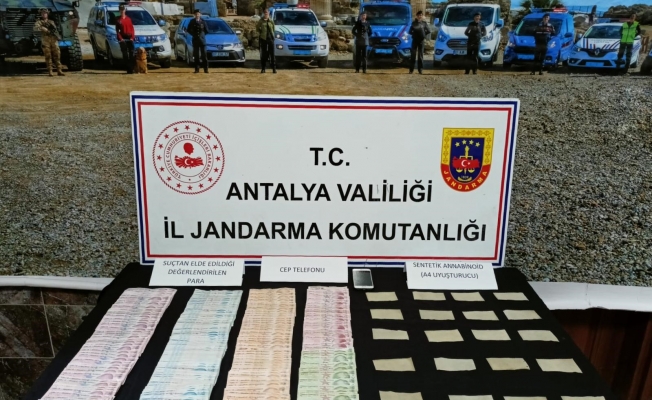 T.C.
ANTALYA VALİLİĞİ
İL JANDARMA KOMUTANLIĞI
JANDARMA
SUÇTAN ELDE EDİLDİĞİ
DEĞERLENDİRİLEN
PARA
CEP TELEFONU
SENTETİK ANNABİNOİD
(A4 UYUŞTURUCU)